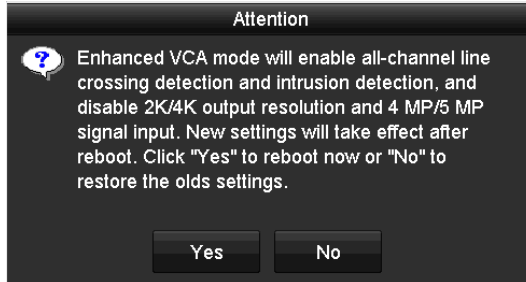 Attention
Enhanced VCA mode will enable all-channel line
crossing detection and intrusion detection, and
disable 2K/4K output resolution and 4 MP/5 MP
signal input. New settings will take effect after
reboot. Click "Yes" to reboot now or "No" to
restore the olds settings.
Yes No